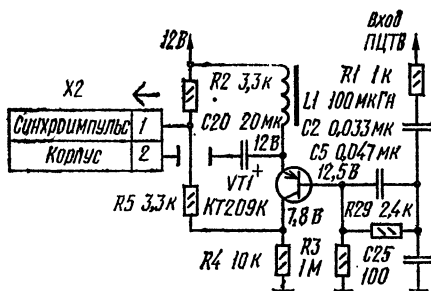 Вход
ПЦТВ
12В
X2
R2 3,3к
R1 1к
L1 100мкГн
C20 20мк
C2 0,033мк
Синхроимпульс 1
Корпус 2
12В
C5 0,047мк
12,5В
VT1 +
R5 3,3к
КТ209К
7,8В
R29 2,4к
R4 10к
R3
1М
C25
100